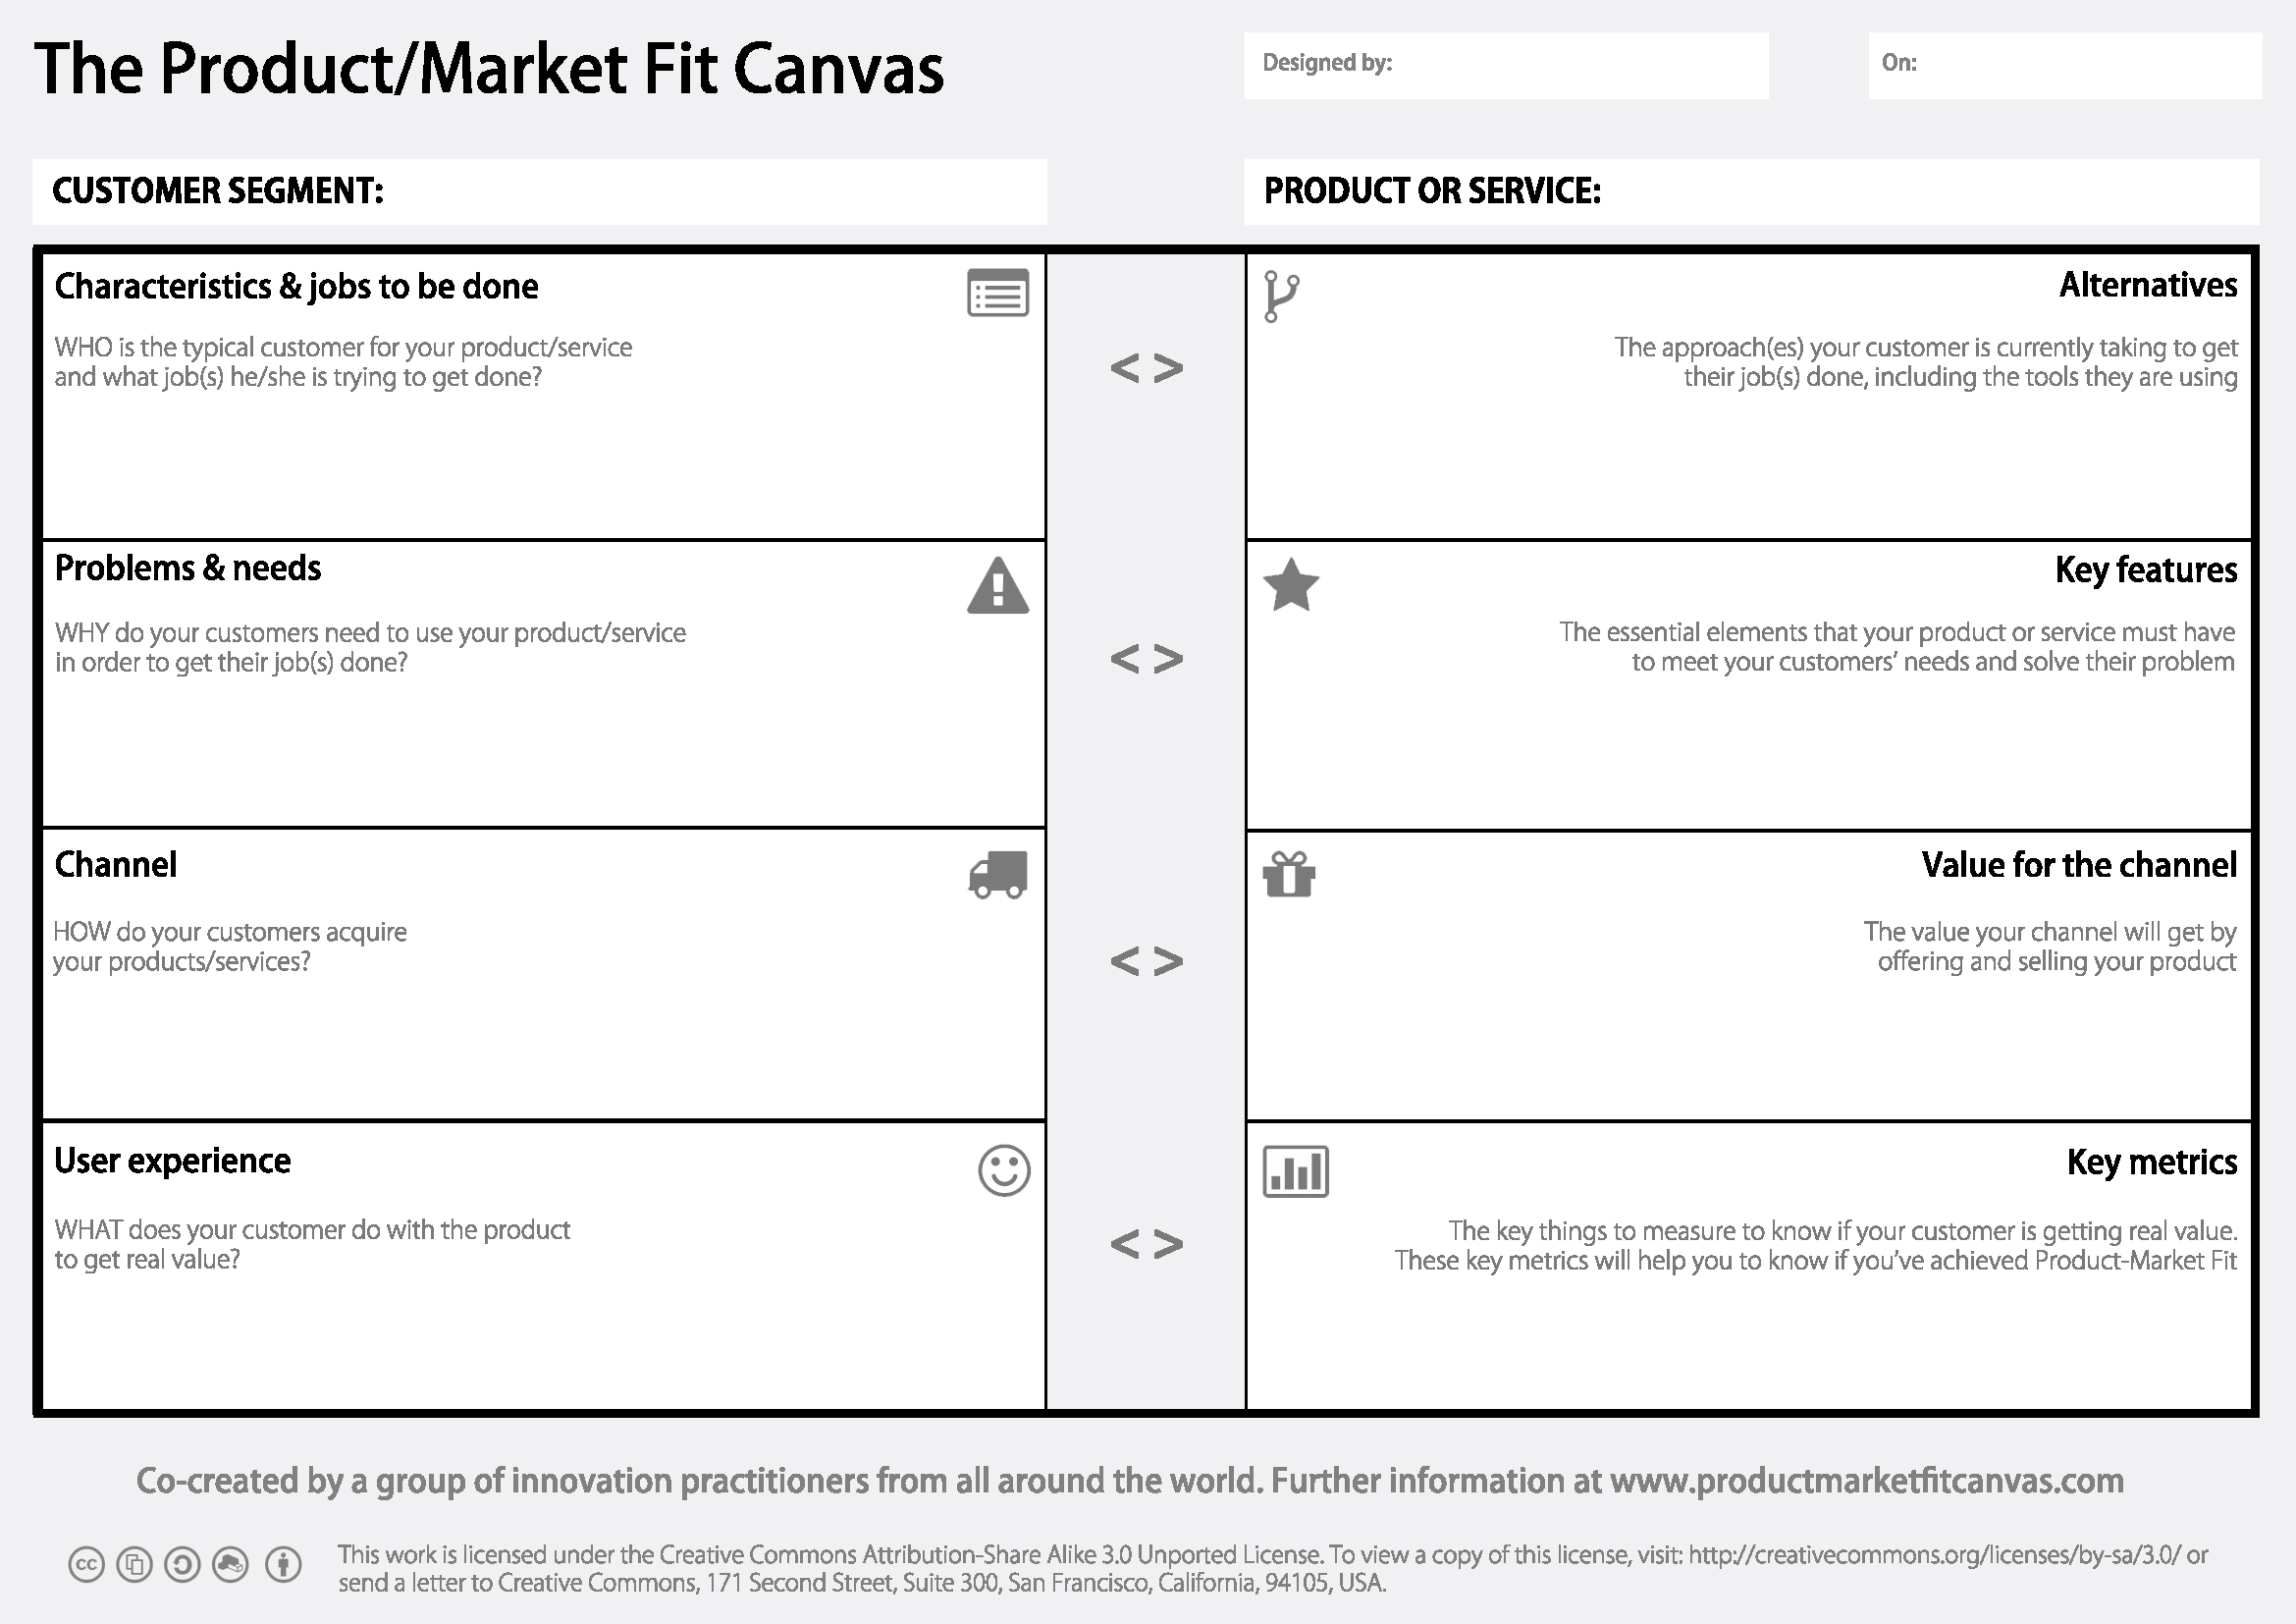 The Product/Market Fit Canvas
Designed by:
On:
CUSTOMER SEGMENT:
PRODUCT OR SERVICE:
Characteristics & jobs to be done
WHO is the typical customer for your product/service
and what job(s) he/she is trying to get done?
< >
Alternatives
The approach(es) your customer is currently taking to get
their job(s) done, including the tools they are using
Problems & needs
WHY do your customers need to use your product/service
in order to get their job(s) done?
< >
Key features
The essential elements that your product or service must have
to meet your customers’ needs and solve their problem
Channel
HOW do your customers acquire
your products/services?
< >
Value for the channel
The value your channel will get by
offering and selling your product
User experience
WHAT does your customer do with the product
to get real value?
< >
Key metrics
The key things to measure to know if your customer is getting real value.
These key metrics will help you to know if you’ve achieved Product-Market Fit
Co-created by a group of innovation practitioners from all around the world. Further information at www.productmarketfitcanvas.com
cc
This work is licensed under the Creative Commons Attribution-Share Alike 3.0 Unported License. To view a copy of this license, visit: http://creativecommons.org/licenses/by-sa/3.0/ or
send a letter to Creative Commons, 171 Second Street, Suite 300, San Francisco, California, 94105, USA.